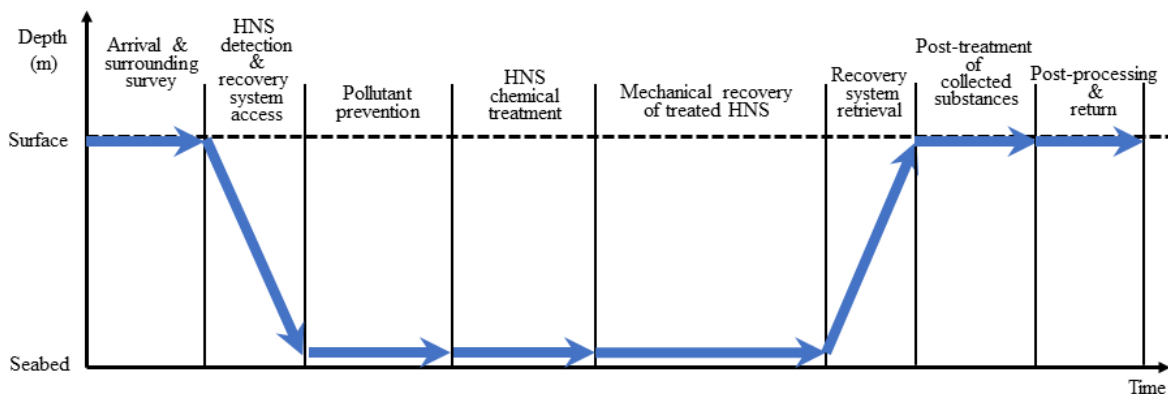 Depth
(m)
Arrival &
surrounding
survey
HNS
detection
&
recovery
system
access
Pollutant
prevention
HNS
chemical
treatment
Mechanical recovery
of treated HNS
Recovery
system
retrieval
Post-treatment
of
collected
substances
Post-processing
&
return
Surface
Seabed
Time